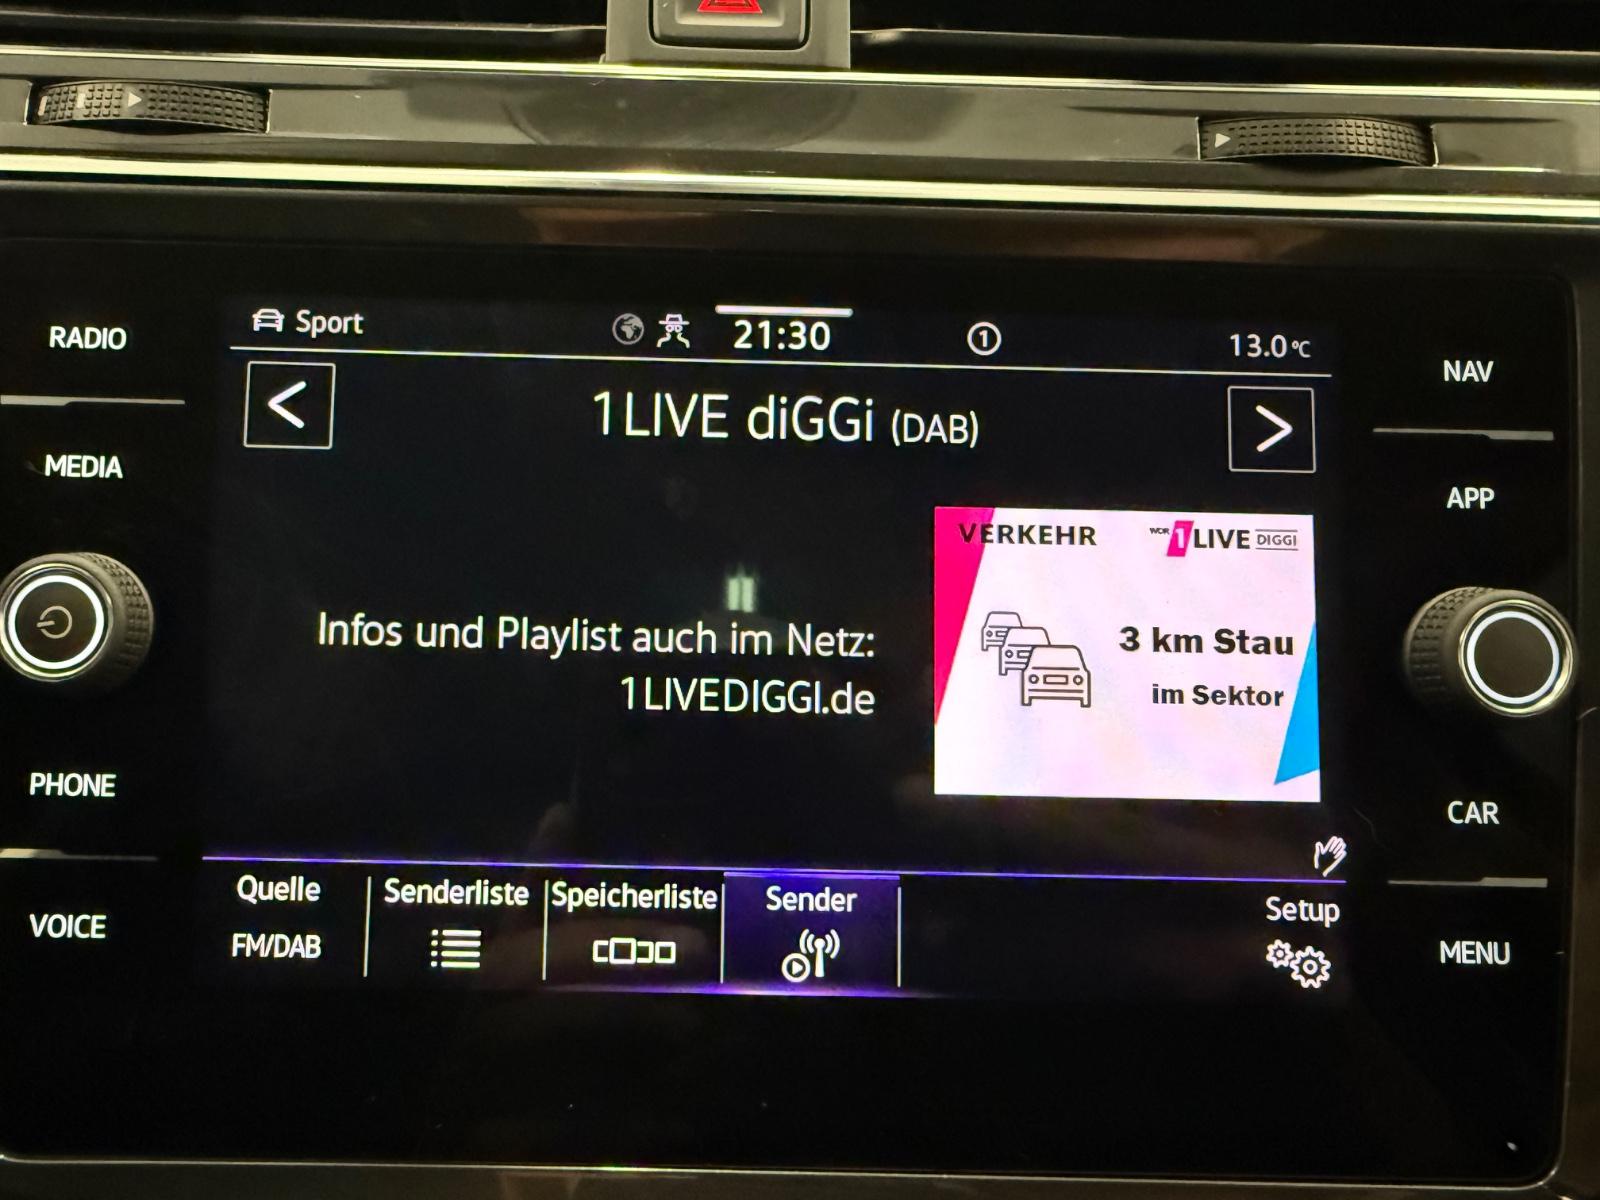 RADIO
MEDIA
PHONE
VOICE
Sport
21:30
1
13.0°C
<
1LIVE diGGi (DAB)
>
Infos und Playlist auch im Netz:
1LIVEDIGGI.de
VERKEHR
WDR 1LIVE DIGGI
3 km Stau
im Sektor
Quelle
FM/DAB
Senderliste
Speicherliste
Sender
Setup
NAV
APP
CAR
MENU